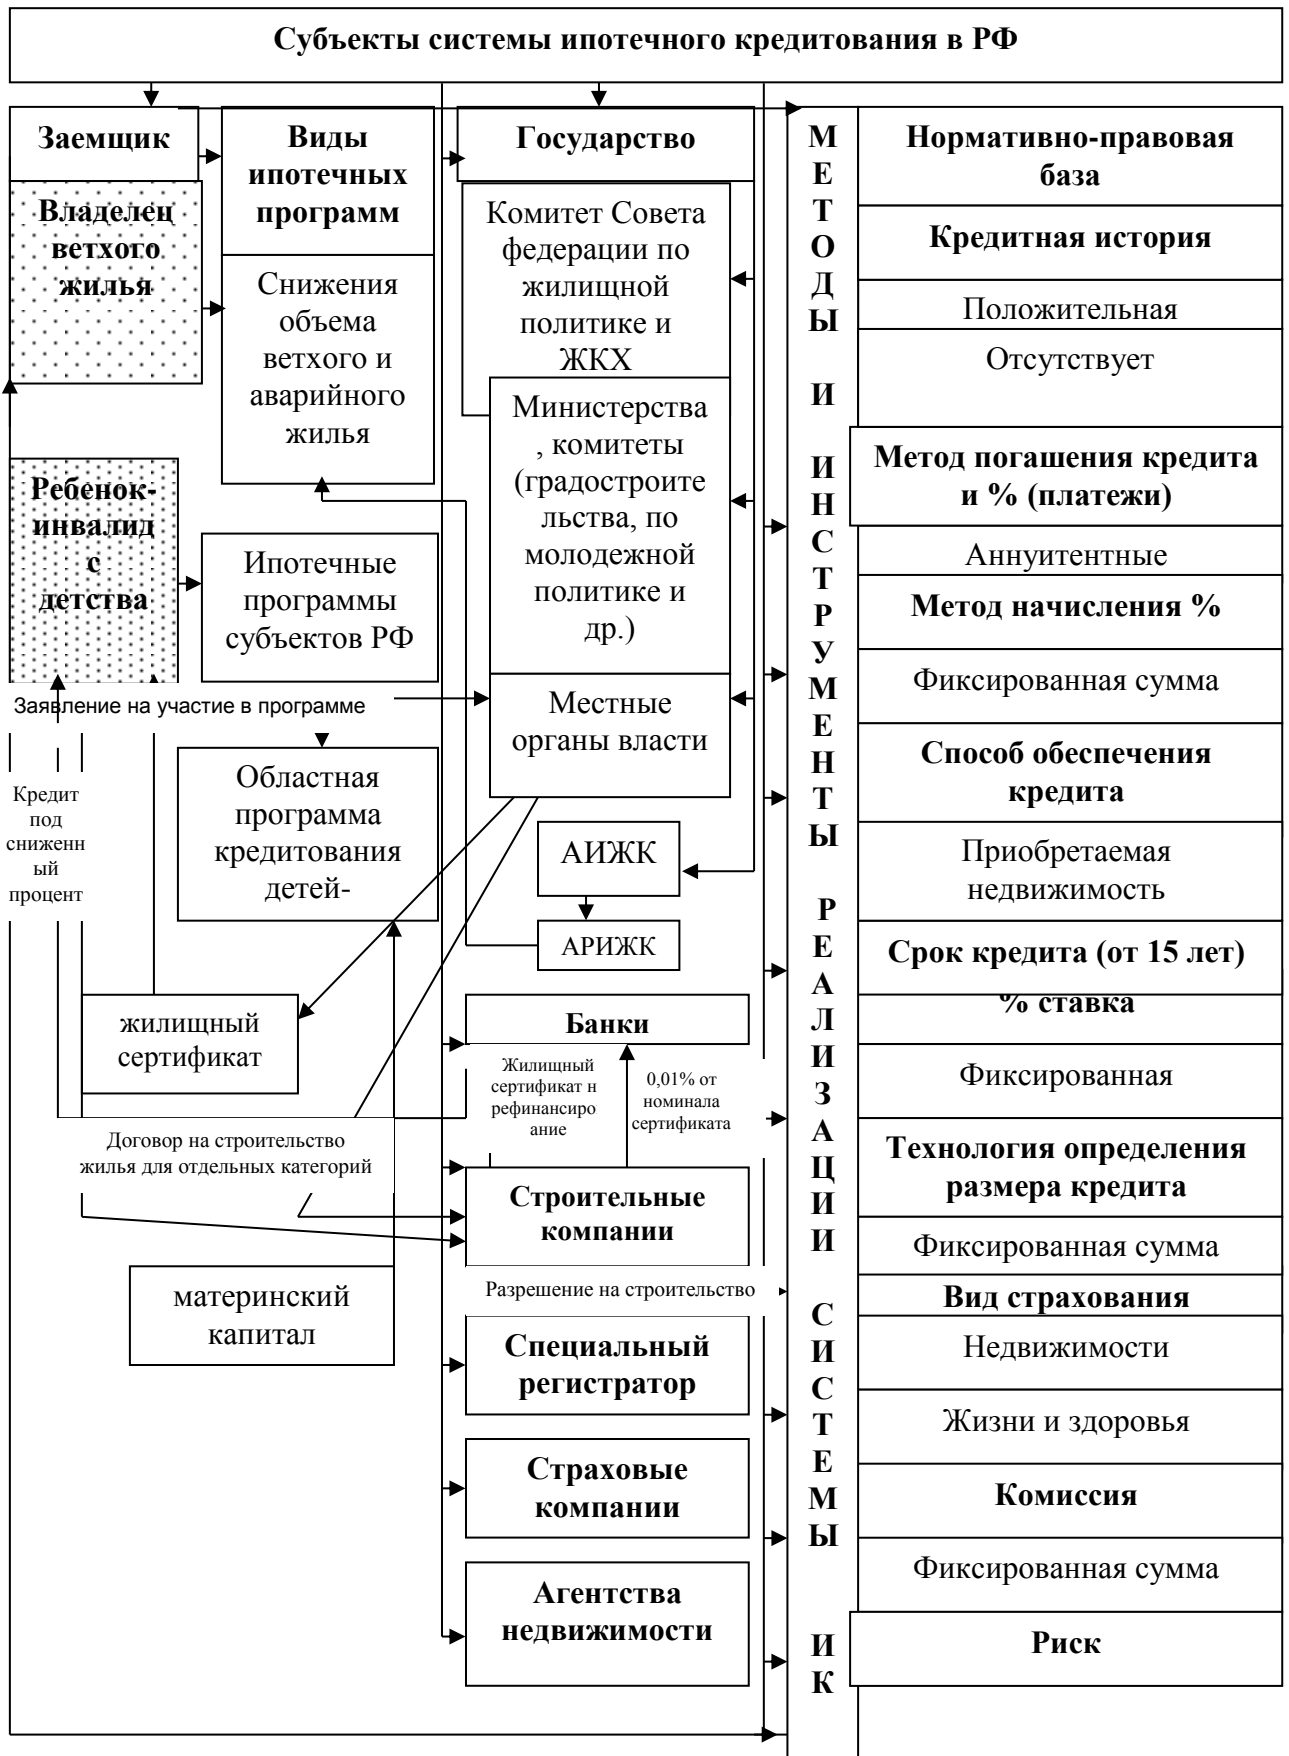 Субъекты системы ипотечного кредитования в РФ
Заемщик
Владелец
ветхого
жилья
Ребенок-
инвалид
с
детства
Виды
ипотечных
программ
Снижения
объема
ветхого и
аварийного
жилья
Ипотечные
программы
субъектов РФ
Заявление на участие в программе
Областная
программа
кредитования
детей-
Кредит
под
сниженн
ый
процент
жилищный
сертификат
Договор на строительство
жилья для отдельных категорий
материнский
капитал
Государство
Комитет Совета
федерации по
жилищной
политике и
ЖКХ
Министерства
, комитеты
(градостроите
льства, по
молодежной
политике и
др.)
Местные
органы власти
АИЖК
АРИЖК
Банки
Жилищный
сертификат н
рефинансиро
ание
0,01% от
номинала
сертификата
Строительные
компании
Разрешение на строительство
Специальный
регистратор
Страховые
компании
Агентства
недвижимости
М
Е
Т
О
Д
Ы
И
И
Н
С
Т
Р
У
М
Е
Н
Т
Ы
Р
Е
А
Л
И
З
А
Ц
И
И
С
И
С
Т
Е
М
Ы
И
К
Нормативно-правовая
база
Кредитная история
Положительная
Отсутствует
Метод погашения кредита
и % (платежи)
Аннуитентные
Метод начисления %
Фиксированная сумма
Способ обеспечения
кредита
Приобретаемая
недвижимость
Срок кредита (от 15 лет)
% ставка
Фиксированная
Технология определения
размера кредита
Фиксированная сумма
Вид страхования
Недвижимости
Жизни и здоровья
Комиссия
Фиксированная сумма
Риск